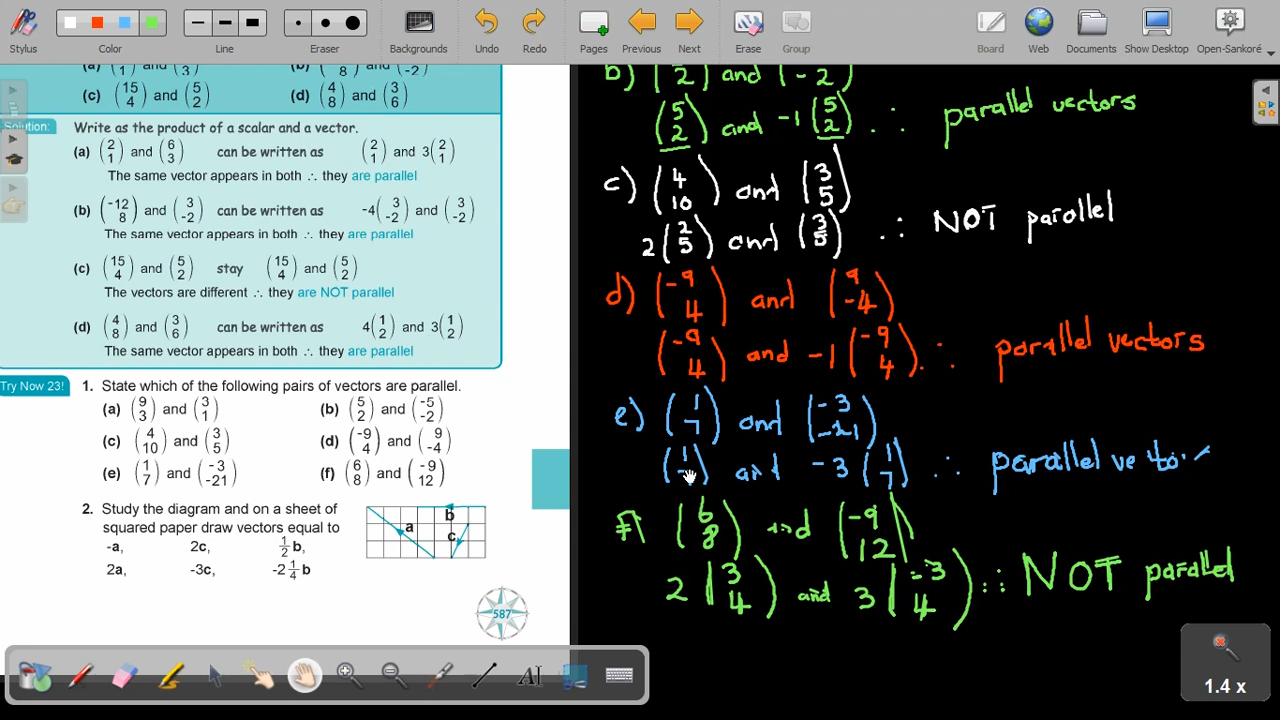 Stylus Color Line Eraser Backgrounds Undo Redo Pages Previous Next Erase Group Board Web Documents Show Desktop Open-Sankoré
(c) (15 4) and (5 2) (d) (4 8) and (3 6)
Solution: Write as the product of a scalar and a vector.
(a) (2 1) and (6 3) can be written as (2 1) and 3(2 1)
The same vector appears in both ∴ they are parallel
(b) (-12 8) and (3 -2) can be written as -4(3 -2) and (3 -2)
The same vector appears in both ∴ they are parallel
(c) (15 4) and (5 2) stay (15 4) and (5 2)
The vectors are different ∴ they are NOT parallel
(d) (4 8) and (3 6) can be written as 4(1 2) and 3(1 2)
The same vector appears in both ∴ they are parallel
Try Now 23! 1. State which of the following pairs of vectors are parallel.
(a) (9 3) and (3 1) (b) (5 2) and (-5 -2)
(c) (4 10) and (3 5) (d) (-9 4) and (9 -4)
(e) (1 7) and (-3 -21) (f) (6 8) and (-9 12)
2. Study the diagram and on a sheet of
squared paper draw vectors equal to
-a, 2c, 1/2 b,
2a, -3c, -2 1/4 b
a b c
587
b) (5 2) and (-5 -2)
(5 2) and -1(5 2) ∴ parallel vectors
c) (4 10) and (3 5)
2(2 5) and (3 5) ∴ NOT parallel
d) (-9 4) and (9 -4)
(-9 4) and -1(-9 4) ∴ parallel vectors
e) (1 7) and (-3 -21)
(1 7) and -3(1 7) ∴ parallel vectors
f) (6 8) and (-9 12)
2(3 4) and 3(-3 4) ∴ NOT parallel
1.4 x